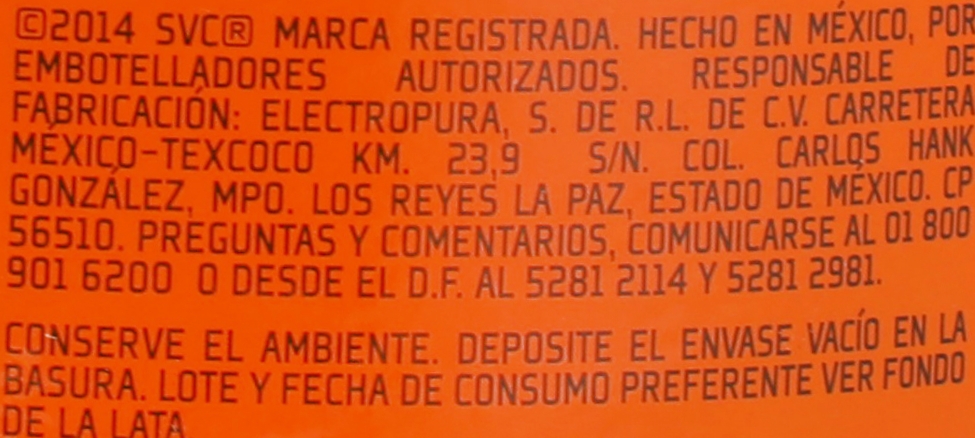 ©2014 SVC® MARCA REGISTRADA. HECHO EN MÉXICO, POR
EMBOTELLADORES AUTORIZADOS. RESPONSABLE DE
FABRICACIÓN: ELECTROPURA, S. DE R.L. DE C.V. CARRETERA
MÉXICO-TEXCOCO KM. 23,9 S/N. COL. CARLOS HANK
GONZÁLEZ, MPO. LOS REYES LA PAZ, ESTADO DE MÉXICO. CP
56510. PREGUNTAS Y COMENTARIOS, COMUNICARSE AL 01 800
901 6200 O DESDE EL D.F. AL 5281 2114 Y 5281 2981.
CONSERVE EL AMBIENTE. DEPOSITE EL ENVASE VACÍO EN LA
BASURA. LOTE Y FECHA DE CONSUMO PREFERENTE VER FONDO
DE LA LATA